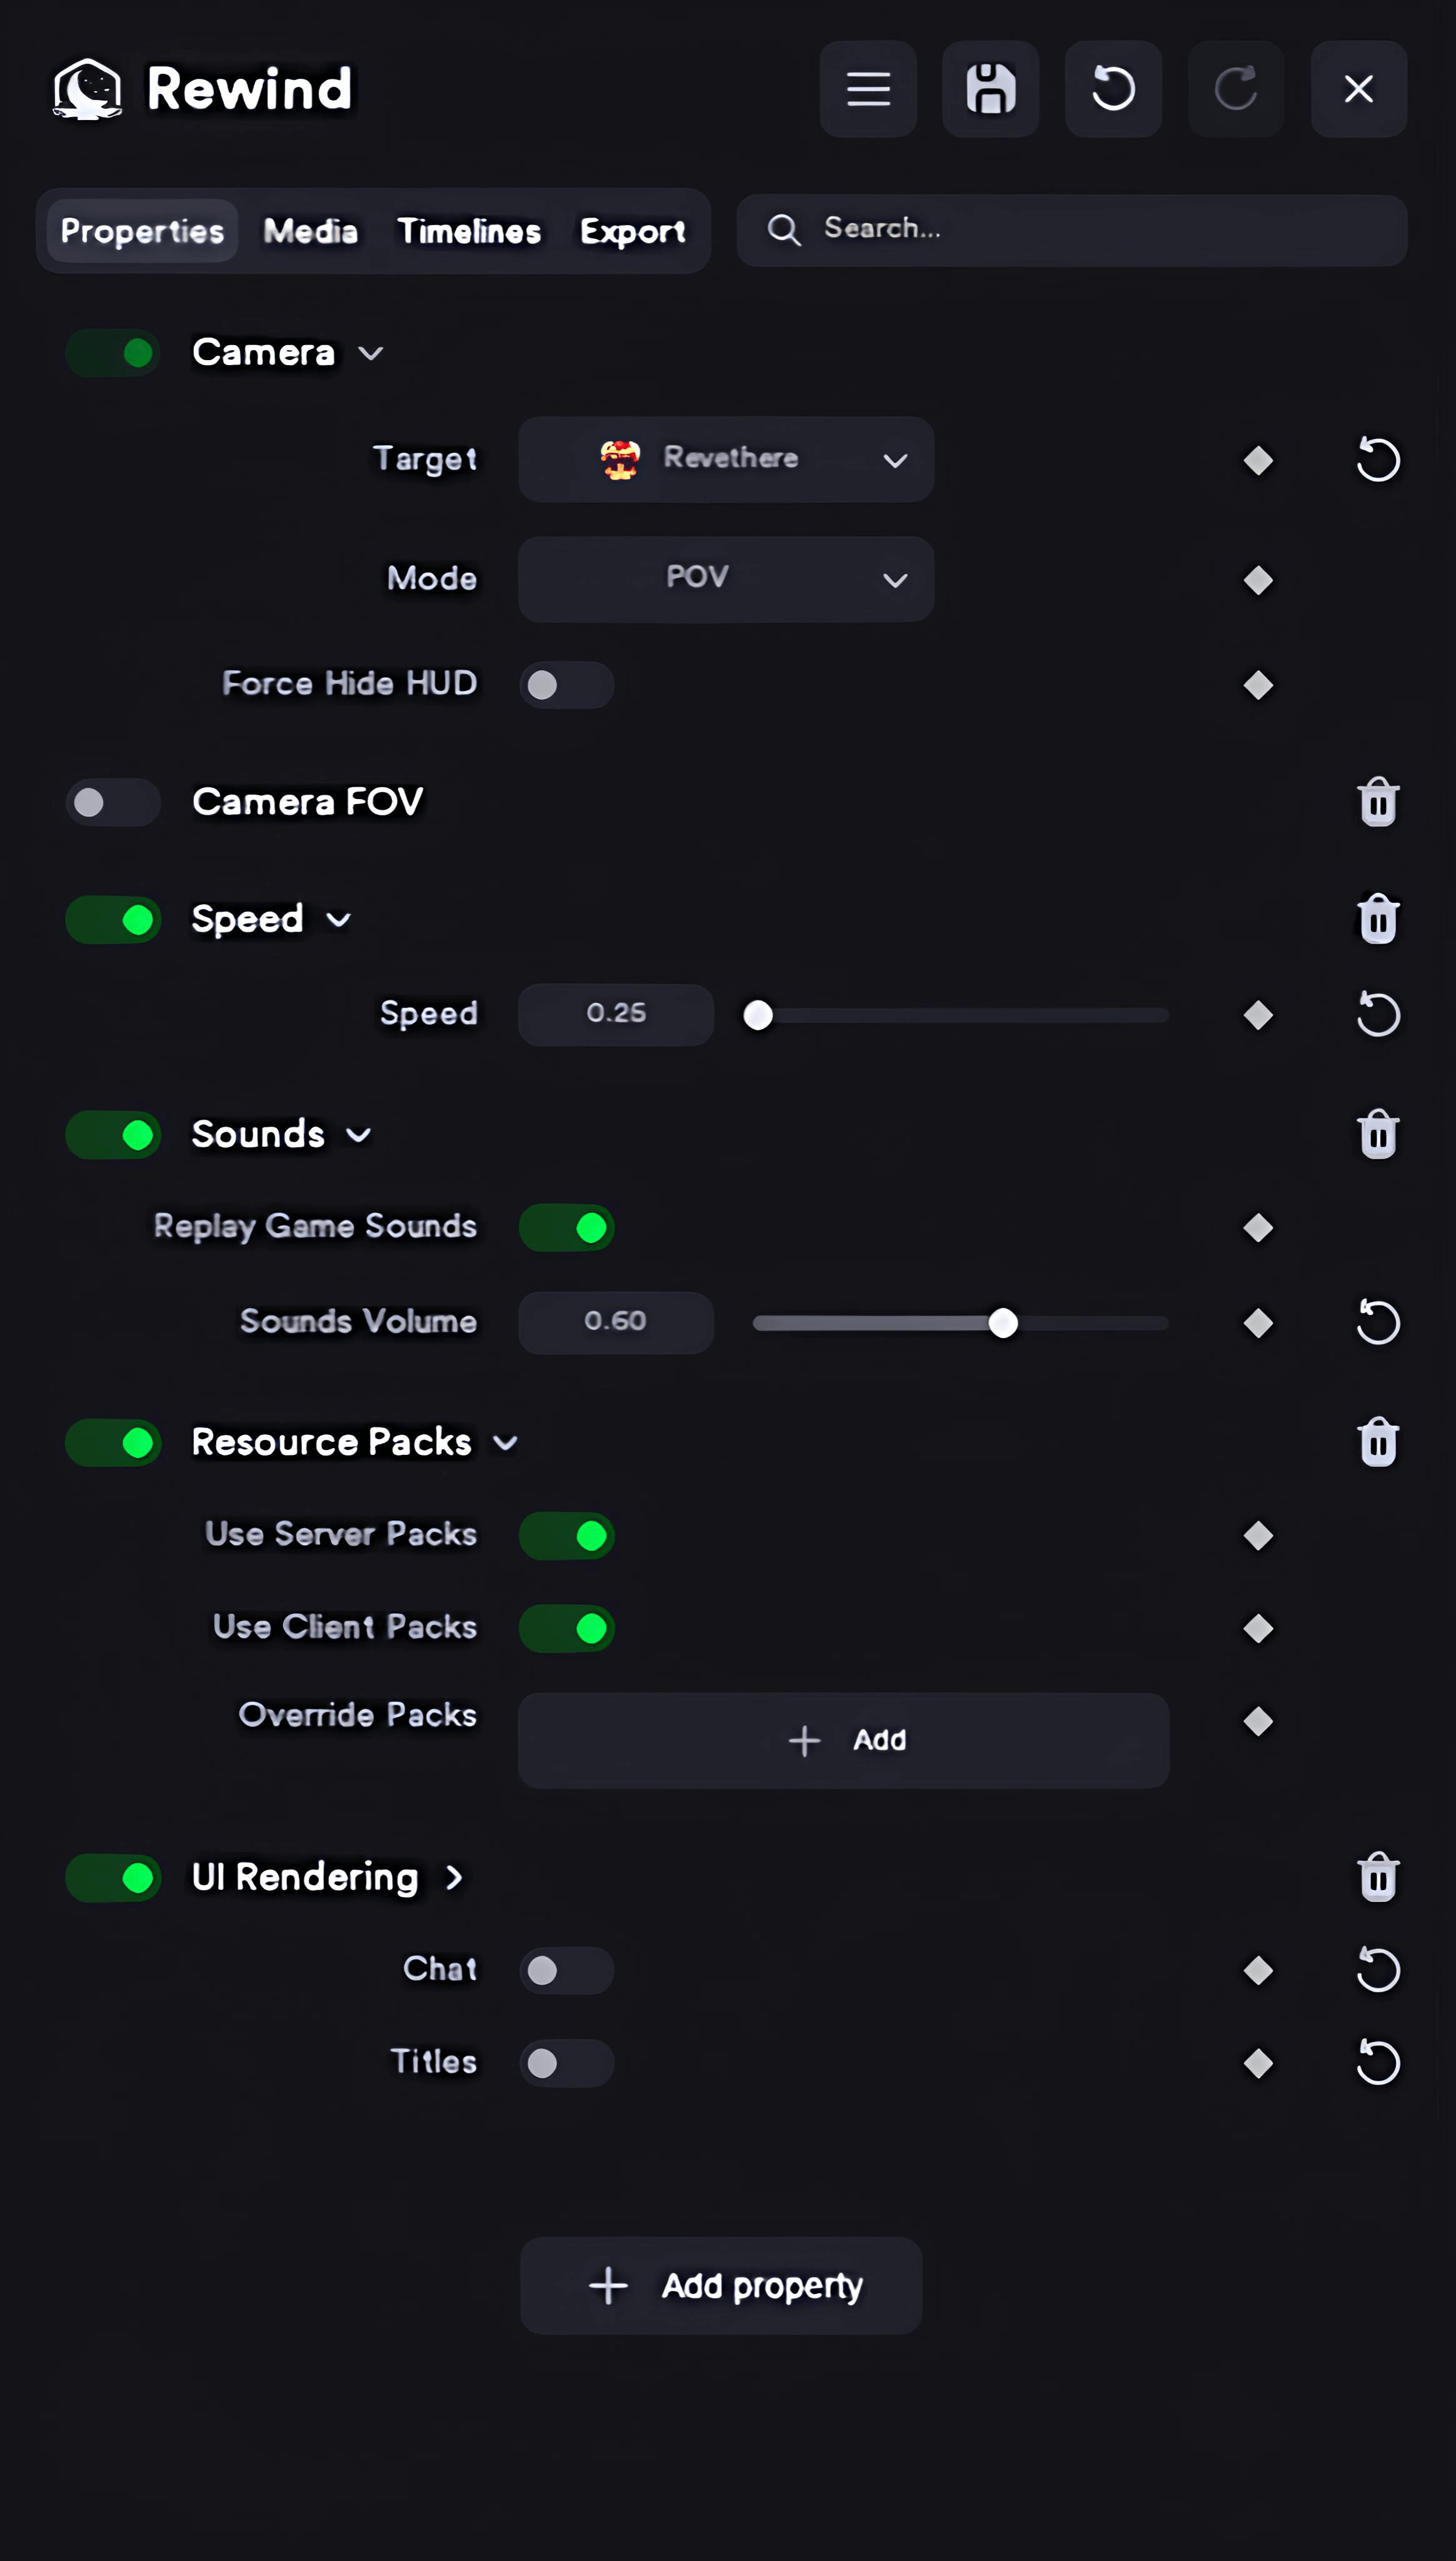 Rewind
Properties Media Timelines Export Search...
Camera
Target Revethere
Mode POV
Force Hide HUD
Camera FOV
Speed
Speed 0.25
Sounds
Replay Game Sounds
Sounds Volume 0.60
Resource Packs
Use Server Packs
Use Client Packs
Override Packs Add
UI Rendering
Chat
Titles
Add property